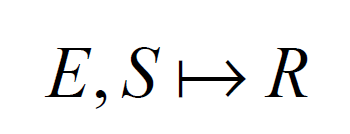 E, S ↦ R